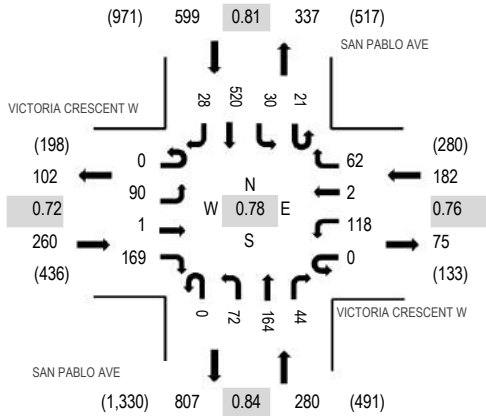 (971) 599 0.81 337 (517)
SAN PABLO AVE
VICTORIA CRESCENT W
28 520 30 21
(198)
102
0.72
260
(436)
0
90
1
169
N
W 0.78 E
S
62
2
118
0
(280)
182
0.76
75
(133)
0 72 164 44
VICTORIA CRESCENT W
SAN PABLO AVE
(1,330) 807 0.84 280 (491)